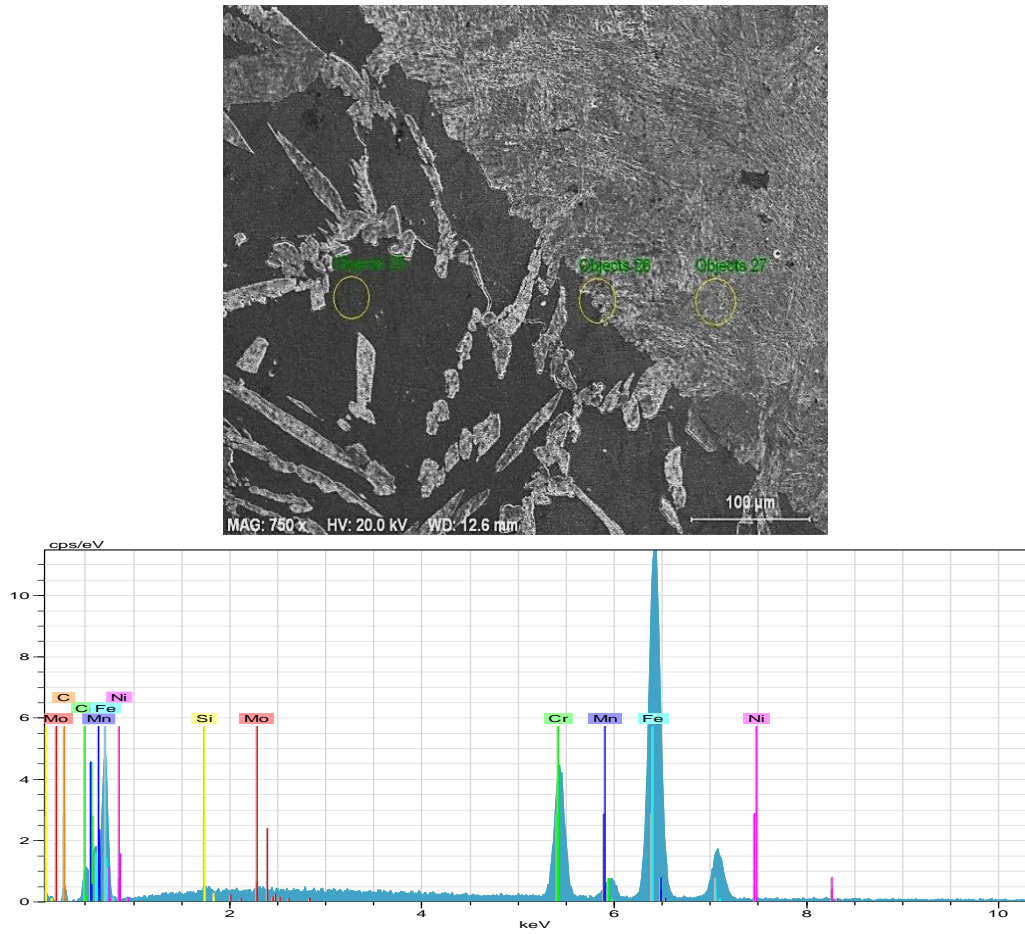 Objects 25
Objects 26
Objects 27
100 µm
MAG: 750 x HV: 20.0 kV WD: 12.6 mm
cps/eV
10
8
6
4
2
0
C Ni
C Fe
Mo Mn Si Mo Cr Mn Fe Ni
2 4 6 8 10
keV